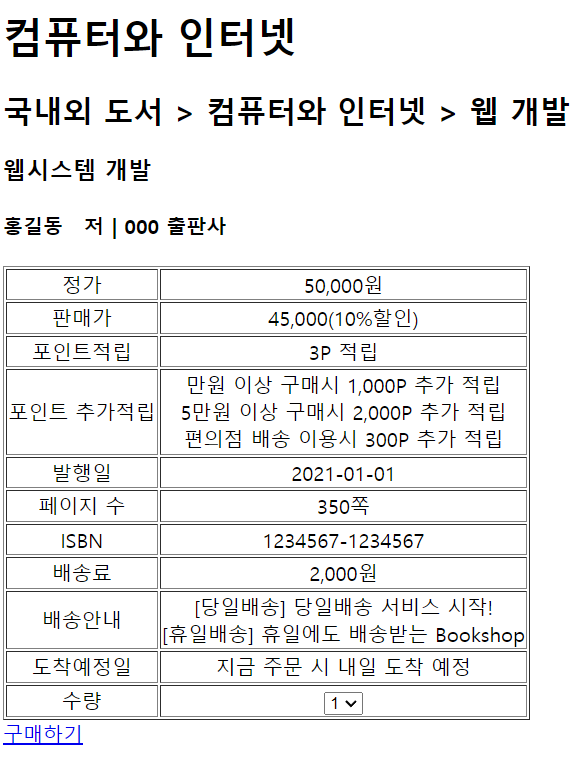 컴퓨터와 인터넷
국내외 도서 > 컴퓨터와 인터넷 > 웹 개발
웹시스템 개발
홍길동 저 | 000 출판사
정가 50,000원
판매가 45,000(10%할인)
포인트적립 3P 적립
포인트 추가적립 만원 이상 구매시 1,000P 추가 적립
5만원 이상 구매시 2,000P 추가 적립
편의점 배송 이용시 300P 추가 적립
발행일 2021-01-01
페이지 수 350쪽
ISBN 1234567-1234567
배송료 2,000원
배송안내 [당일배송] 당일배송 서비스 시작!
[휴일배송] 휴일에도 배송받는 Bookshop
도착예정일 지금 주문 시 내일 도착 예정
수량 1
구매하기